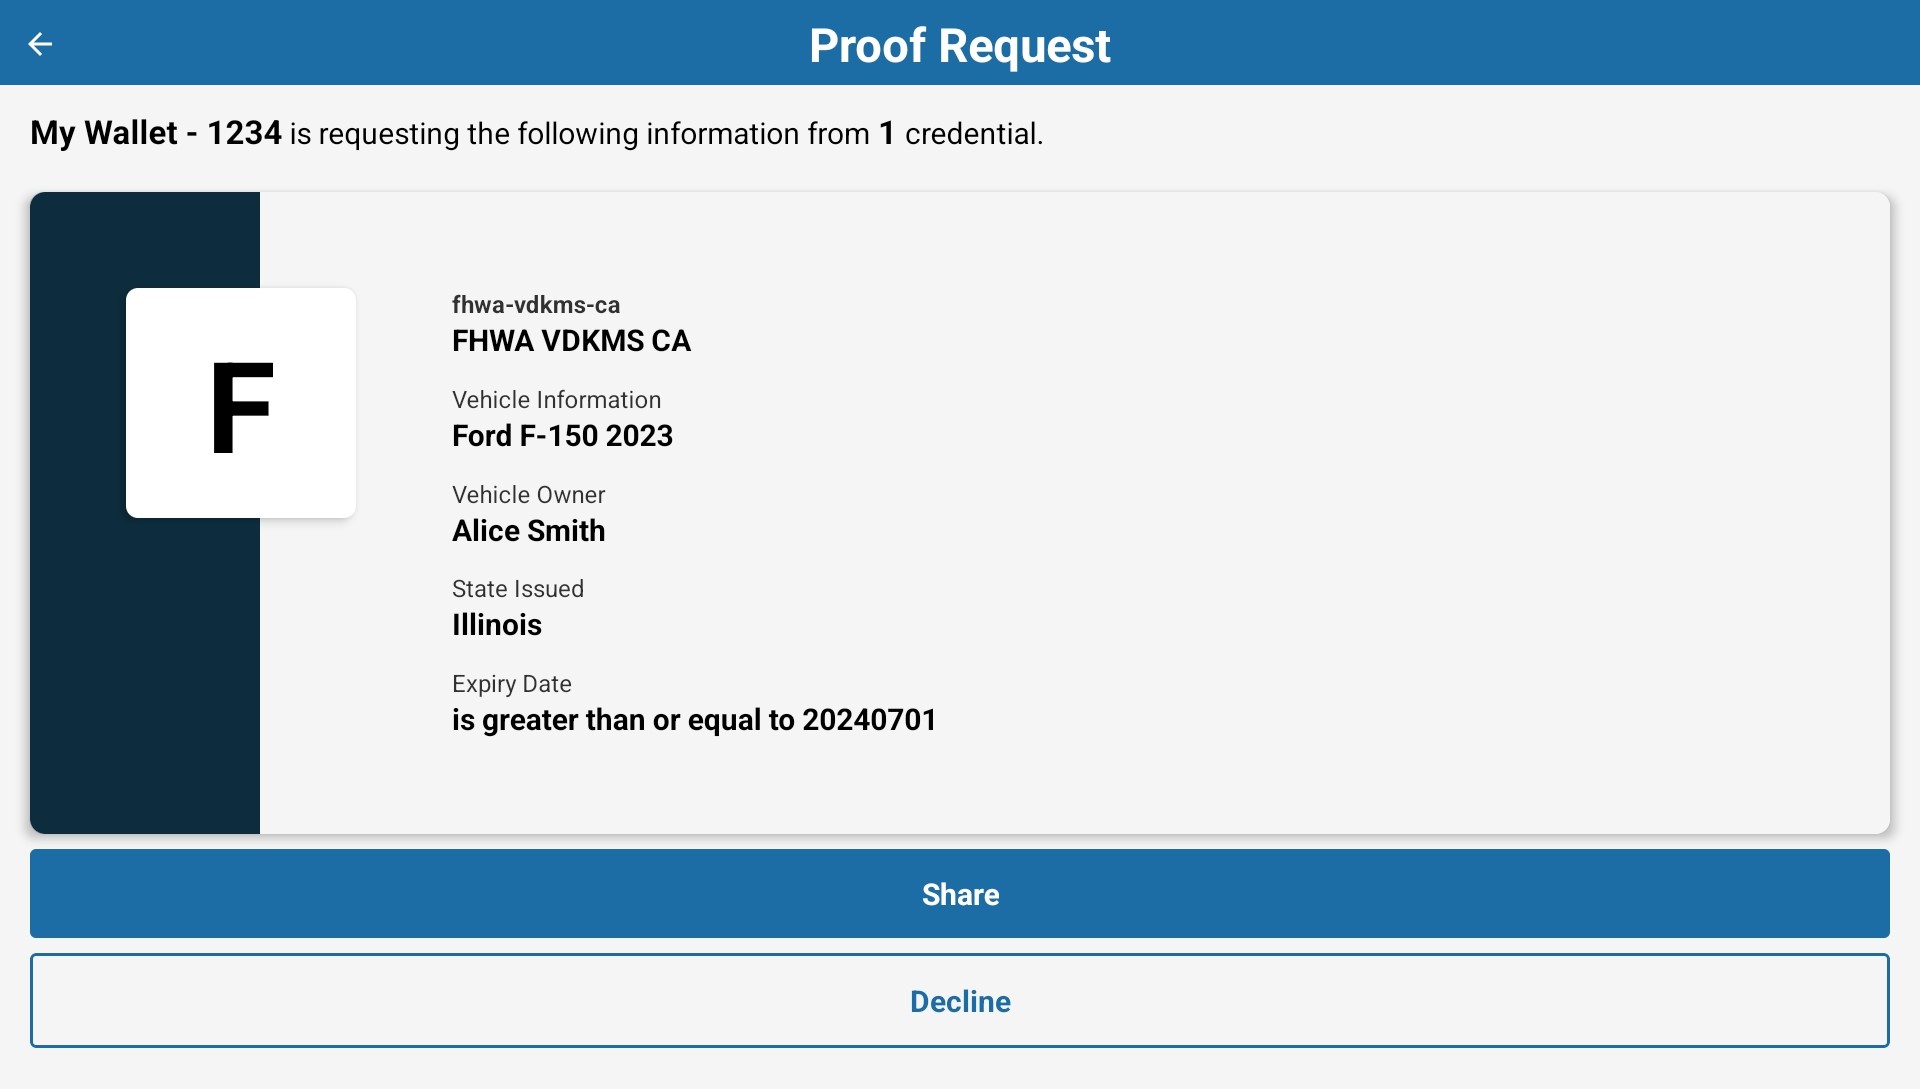 Proof Request
My Wallet - 1234 is requesting the following information from 1 credential.
F
fhwa-vdkms-ca
FHWA VDKMS CA
Vehicle Information
Ford F-150 2023
Vehicle Owner
Alice Smith
State Issued
Illinois
Expiry Date
is greater than or equal to 20240701
Share
Decline